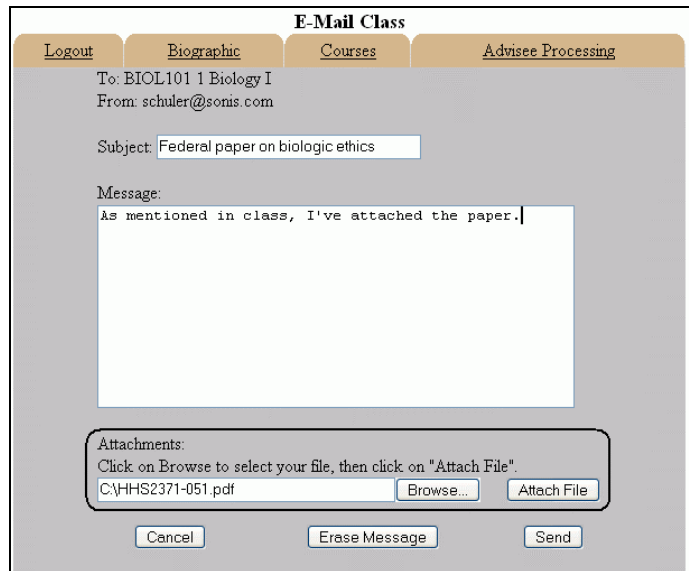 E-Mail Class
Logout Biographic Courses Advisee Processing
To: BIOL101 1 Biology I
From: schuler@sonis.com
Subject: Federal paper on biologic ethics
Message:
As mentioned in class, I've attached the paper.
Attachments:
Click on Browse to select your file, then click on "Attach File".
C:\HHS2371-051.pdf Browse... Attach File
Cancel Erase Message Send